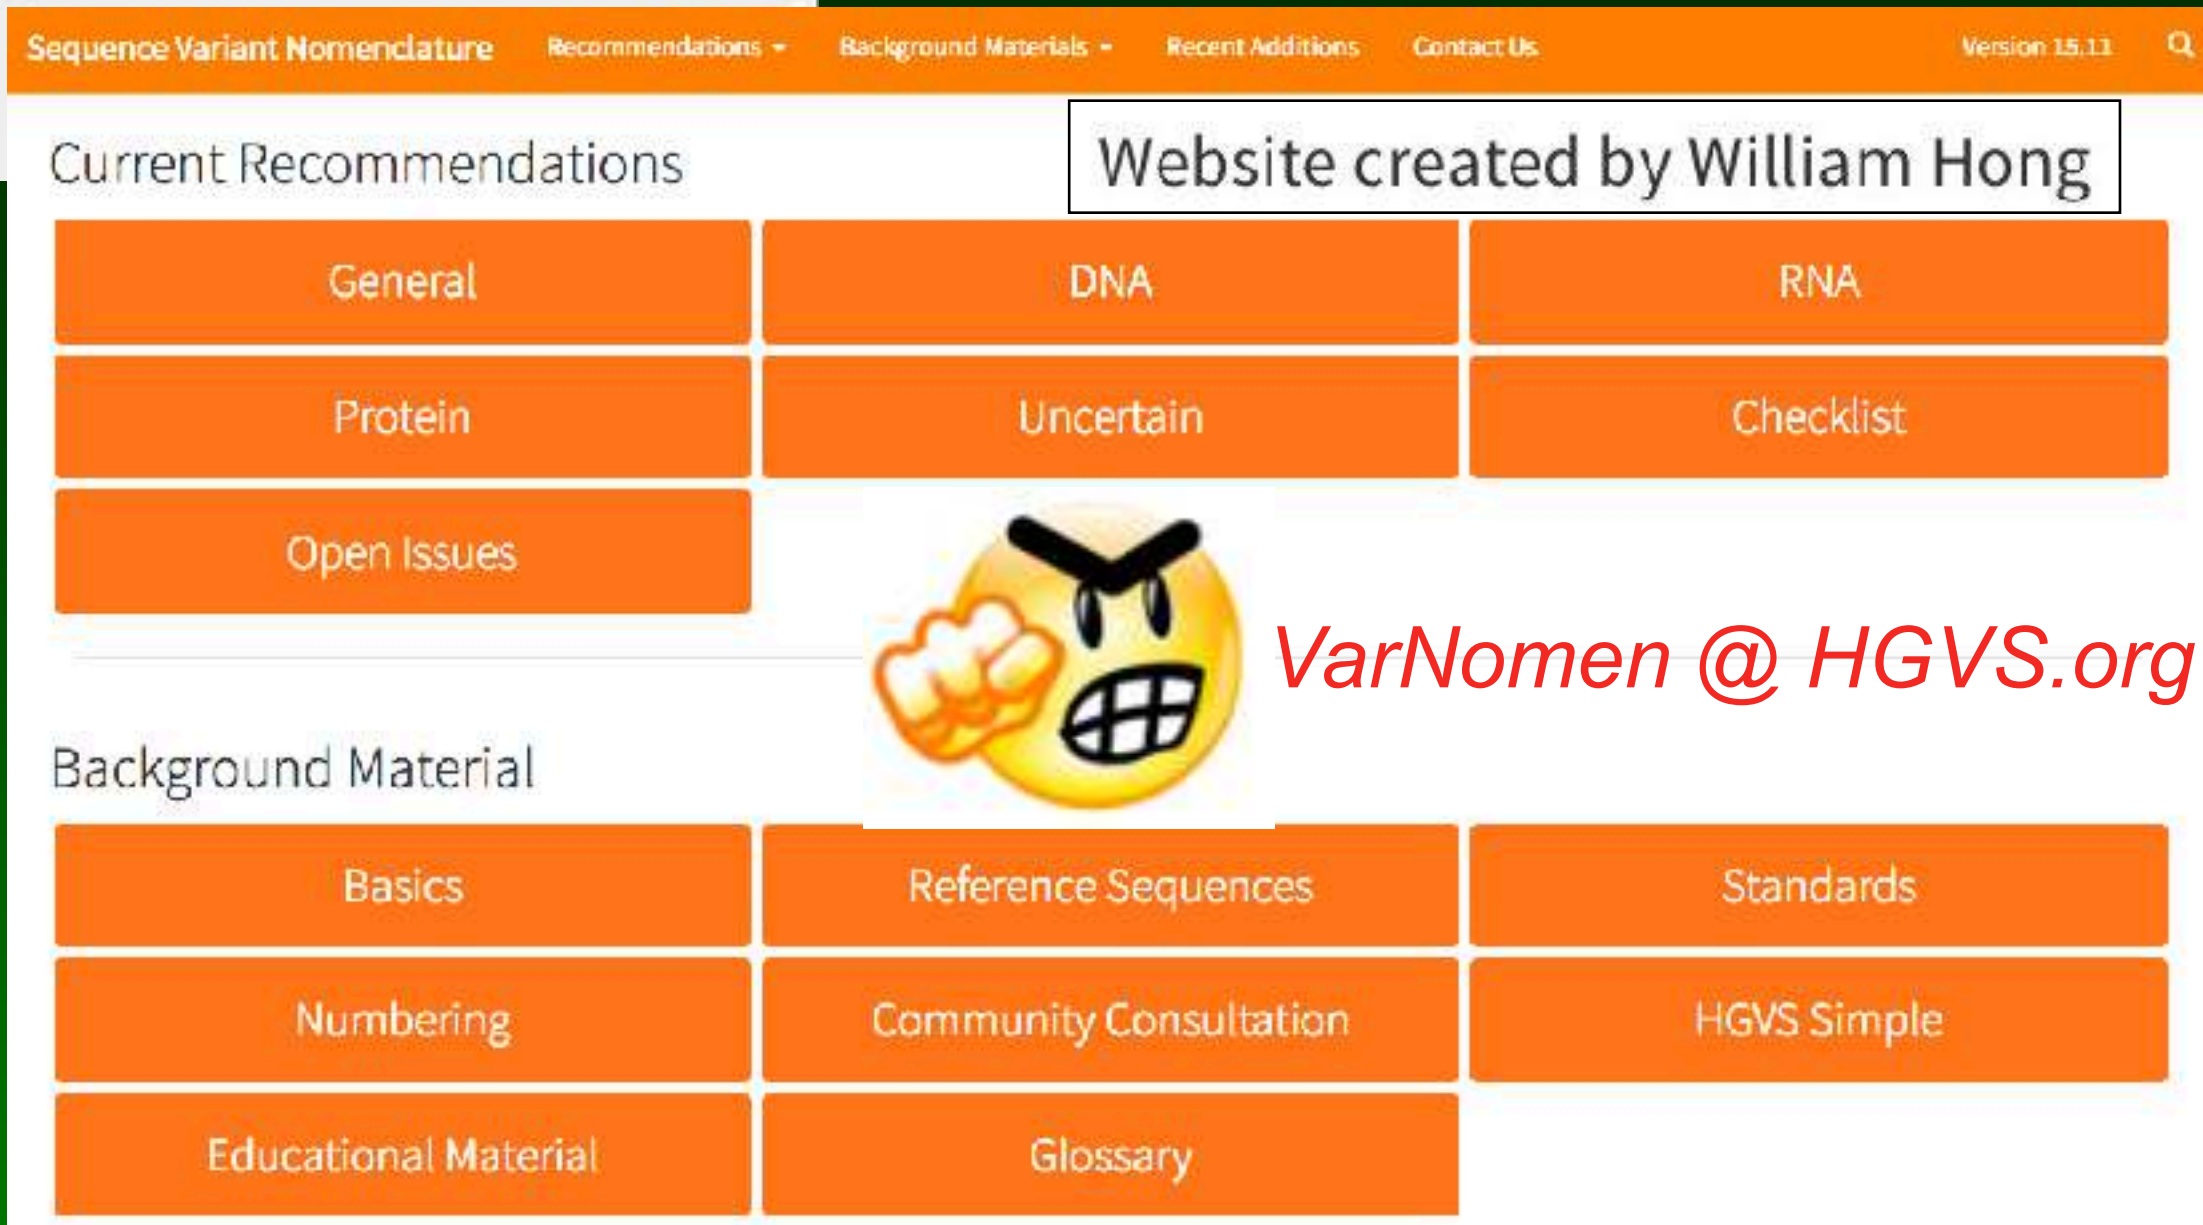 Sequence Variant Nomenclature Recommendations Background Materials Recent Additions Contact Us Version 15.11
Current Recommendations
Website created by William Hong
General DNA RNA
Protein Uncertain Checklist
Open Issues
VarNomen @ HGVS.org
Background Material
Basics Reference Sequences Standards
Numbering Community Consultation HGVS Simple
Educational Material Glossary